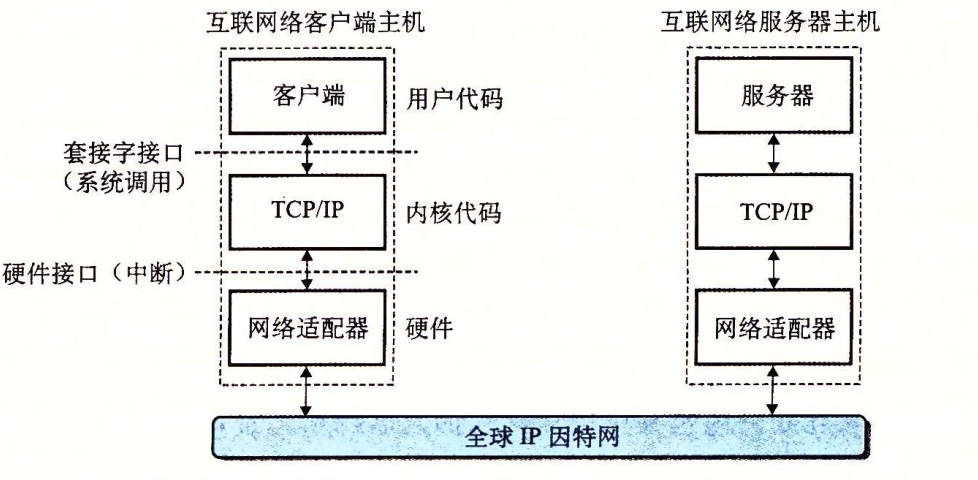 互联网络客户端主机
互联网络服务器主机
客户端
用户代码
服务器
套接字接口
（系统调用）
TCP/IP
内核代码
TCP/IP
硬件接口（中断）
网络适配器
硬件
网络适配器
全球 IP 因特网